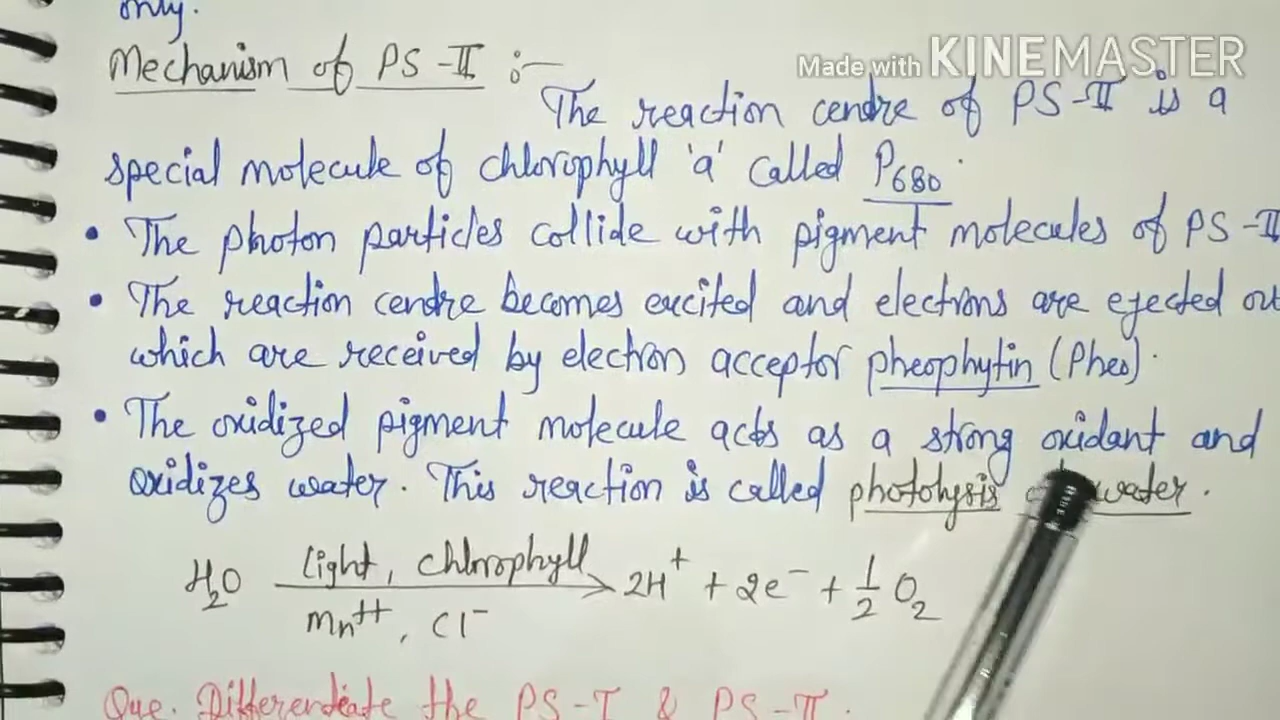 only.
Made with KINEMASTER
Mechanism of PS-II :-
The reaction centre of PS-II is a
special molecule of chlorophyll 'a' called P680.
• The photon particles collide with pigment molecules of PS-II
• The reaction centre becomes excited and electrons are ejected
which are received by electron acceptor pheophytin (Pheo).
• The oxidized pigment molecule acts as a strong oxidant and
oxidizes water. This reaction is called photolysis water.
H2O light, chlorophyll → 2H+ + 2e- + 1/2 O2
Mn++, Cl-
Que. Differentiate the PS-I & PS-II.